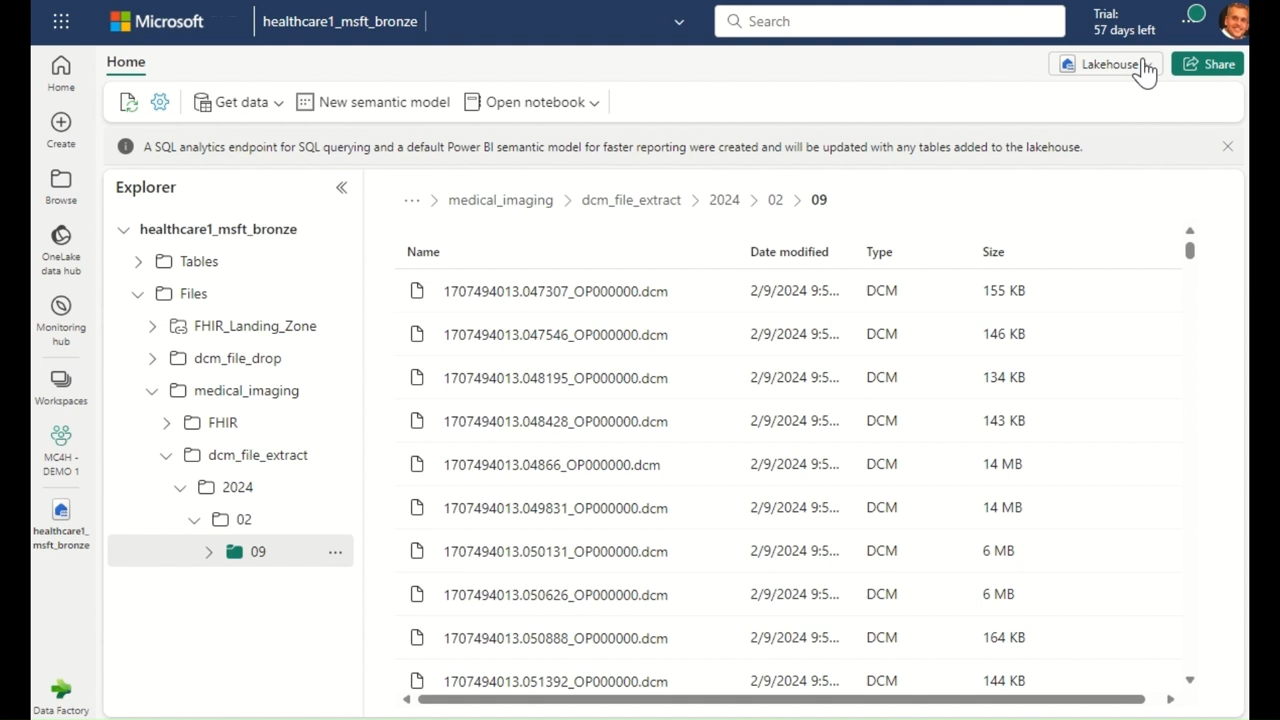 Microsoft
healthcare1_msft_bronze
Search
Trial:
57 days left
Home
Lakehouse
Share
Get data
New semantic model
Open notebook
A SQL analytics endpoint for SQL querying and a default Power BI semantic model for faster reporting were created and will be updated with any tables added to the lakehouse.
Home
Create
Browse
OneLake
data hub
Monitoring
hub
Workspaces
MC4H -
DEMO 1
healthcare1_
msft_bronze
Data Factory
Explorer
healthcare1_msft_bronze
Tables
Files
FHIR_Landing_Zone
dcm_file_drop
medical_imaging
FHIR
dcm_file_extract
2024
02
09
... > medical_imaging > dcm_file_extract > 2024 > 02 > 09
Name Date modified Type Size
1707494013.047307_OP000000.dcm 2/9/2024 9:5... DCM 155 KB
1707494013.047546_OP000000.dcm 2/9/2024 9:5... DCM 146 KB
1707494013.048195_OP000000.dcm 2/9/2024 9:5... DCM 134 KB
1707494013.048428_OP000000.dcm 2/9/2024 9:5... DCM 143 KB
1707494013.04866_OP000000.dcm 2/9/2024 9:5... DCM 14 MB
1707494013.049831_OP000000.dcm 2/9/2024 9:5... DCM 14 MB
1707494013.050131_OP000000.dcm 2/9/2024 9:5... DCM 6 MB
1707494013.050626_OP000000.dcm 2/9/2024 9:5... DCM 6 MB
1707494013.050888_OP000000.dcm 2/9/2024 9:5... DCM 164 KB
1707494013.051392_OP000000.dcm 2/9/2024 9:5... DCM 144 KB